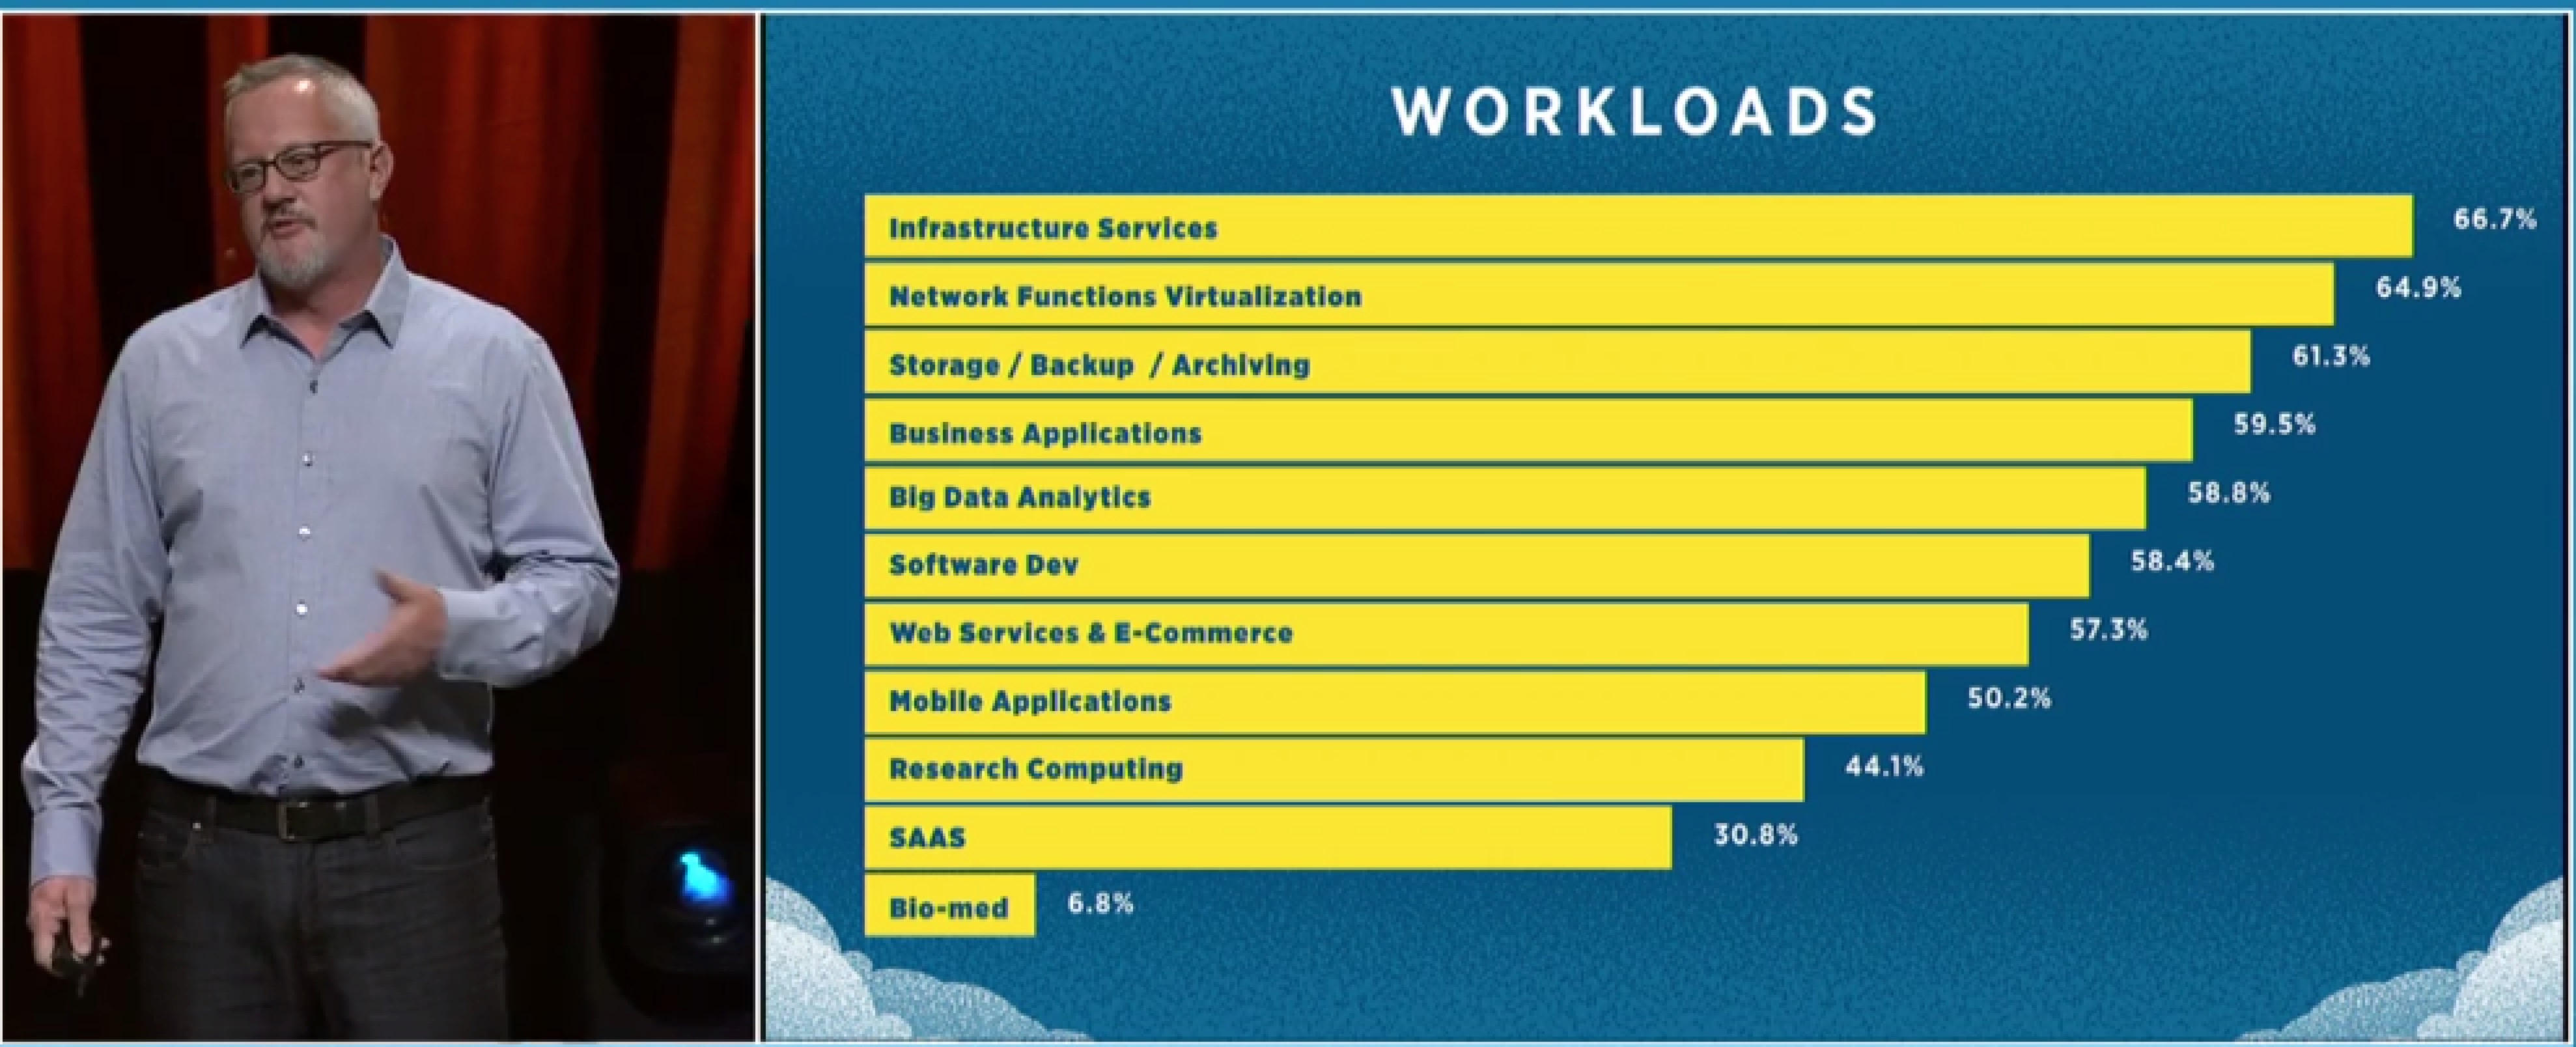 WORKLOADS
Infrastructure Services 66.7%
Network Functions Virtualization 64.9%
Storage / Backup / Archiving 61.3%
Business Applications 59.5%
Big Data Analytics 58.8%
Software Dev 58.4%
Web Services & E-Commerce 57.3%
Mobile Applications 50.2%
Research Computing 44.1%
SAAS 30.8%
Bio-med 6.8%